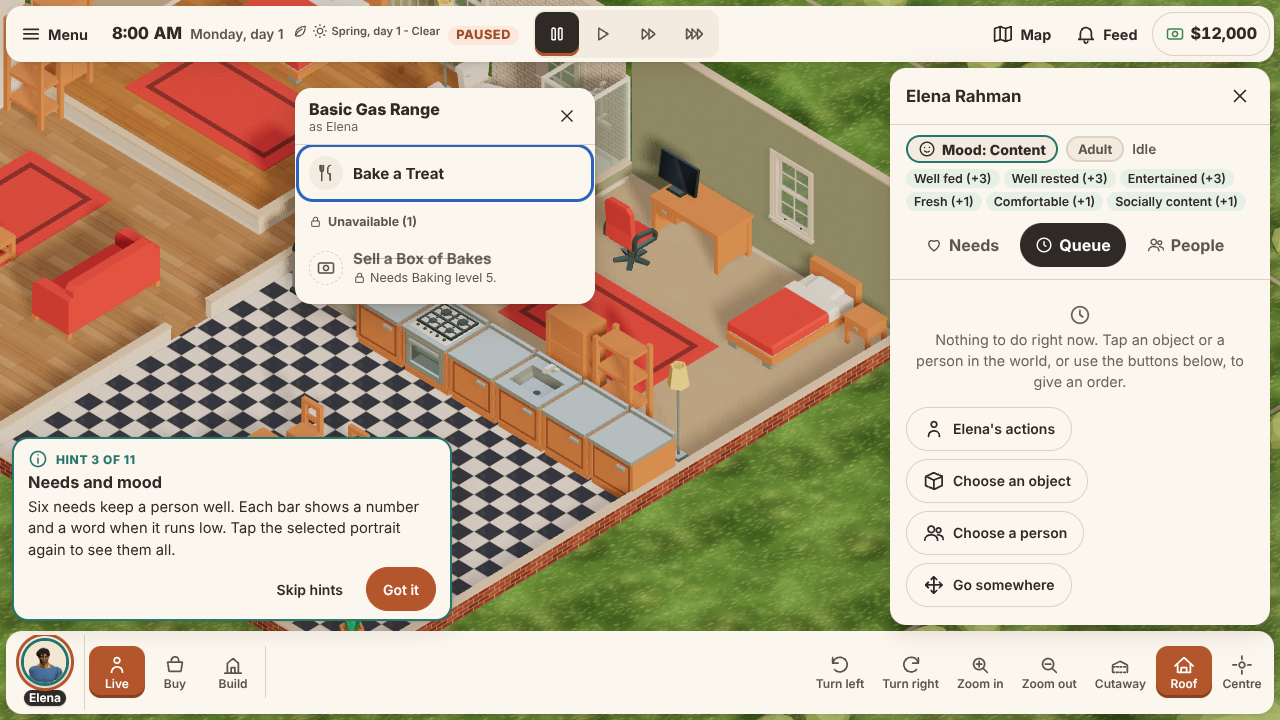 Menu
8:00 AM Monday, day 1 Spring, day 1 - Clear PAUSED
Map
Feed
$12,000
Basic Gas Range
as Elena
Bake a Treat
Unavailable (1)
Sell a Box of Bakes
Needs Baking level 5.
Elena Rahman
Mood: Content Adult Idle
Well fed (+3) Well rested (+3) Entertained (+3)
Fresh (+1) Comfortable (+1) Socially content (+1)
Needs Queue People
Nothing to do right now. Tap an object or a
person in the world, or use the buttons below, to
give an order.
Elena's actions
Choose an object
Choose a person
Go somewhere
HINT 3 OF 11
Needs and mood
Six needs keep a person well. Each bar shows a number
and a word when it runs low. Tap the selected portrait
again to see them all.
Skip hints Got it
Elena
Live Buy Build
Turn left Turn right Zoom in Zoom out Cutaway Roof Centre